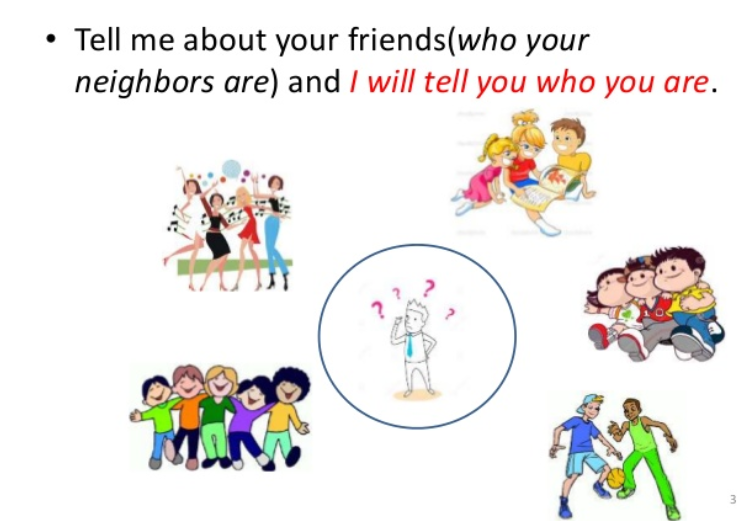 • Tell me about your friends(who your
neighbors are) and I will tell you who you are.
? ? ? ?
3